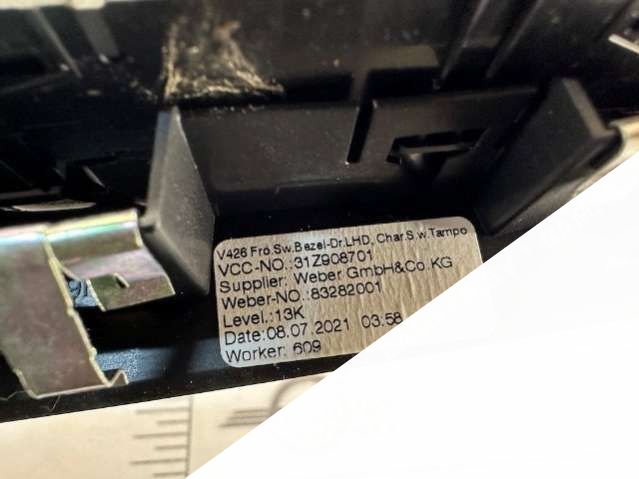 V426 Fro.Sw.Bezel-Dr.LHD, Char.S.w.Tampo
VCC-NO.:31Z908701
Supplier: Weber GmbH&Co.KG
Weber-NO.:83282001
Level.:13K
Date:08.07.2021 03:58
Worker: 609